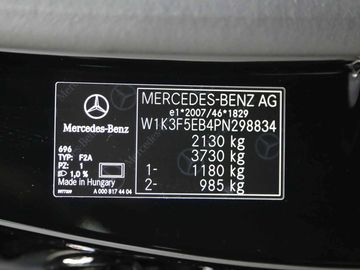 MERCEDES-BENZ AG
e1*2007/46*1829
W1K3F5EB4PN298834
2130 kg
3730 kg
1- 1180 kg
2- 985 kg
Mercedes-Benz
696
TYP: F2A
PZ: 1
1,0 %
Made in Hungary
A 000 817 44 04